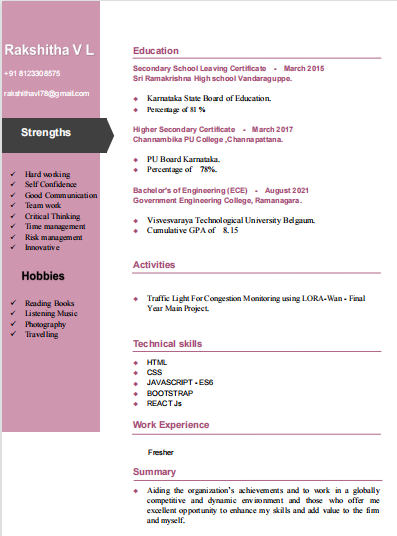 Rakshitha V L
+91 8123308575
rakshithavl78@gmail.com
Strengths
Hard working
Self Confidence
Good Communication
Team work
Critical Thinking
Time management
Risk management
Innovative
Hobbies
Reading Books
Listening Music
Photography
Travelling
Education
Secondary School Leaving Certificate - March 2015
Sri Ramakrishna High school Vandaraguppe.
Karnataka State Board of Education.
Percentage of 81 %
Higher Secondary Certificate - March 2017
Channambika PU College ,Channapattana.
PU Board Karnataka.
Percentage of 78%.
Bachelor's of Engineering (ECE) - August 2021
Government Engineering College, Ramanagara.
Visvesvaraya Technological University Belgaum.
Cumulative GPA of 8.15
Activities
Traffic Light For Congestion Monitoring using LORA-Wan - Final
Year Main Project.
Technical skills
HTML
CSS
JAVASCRIPT - ES6
BOOTSTRAP
REACT Js
Work Experience
Fresher
Summary
Aiding the organization's achievements and to work in a globally
competitive and dynamic environment and those who offer me
excellent opportunity to enhance my skills and add value to the firm
and myself.